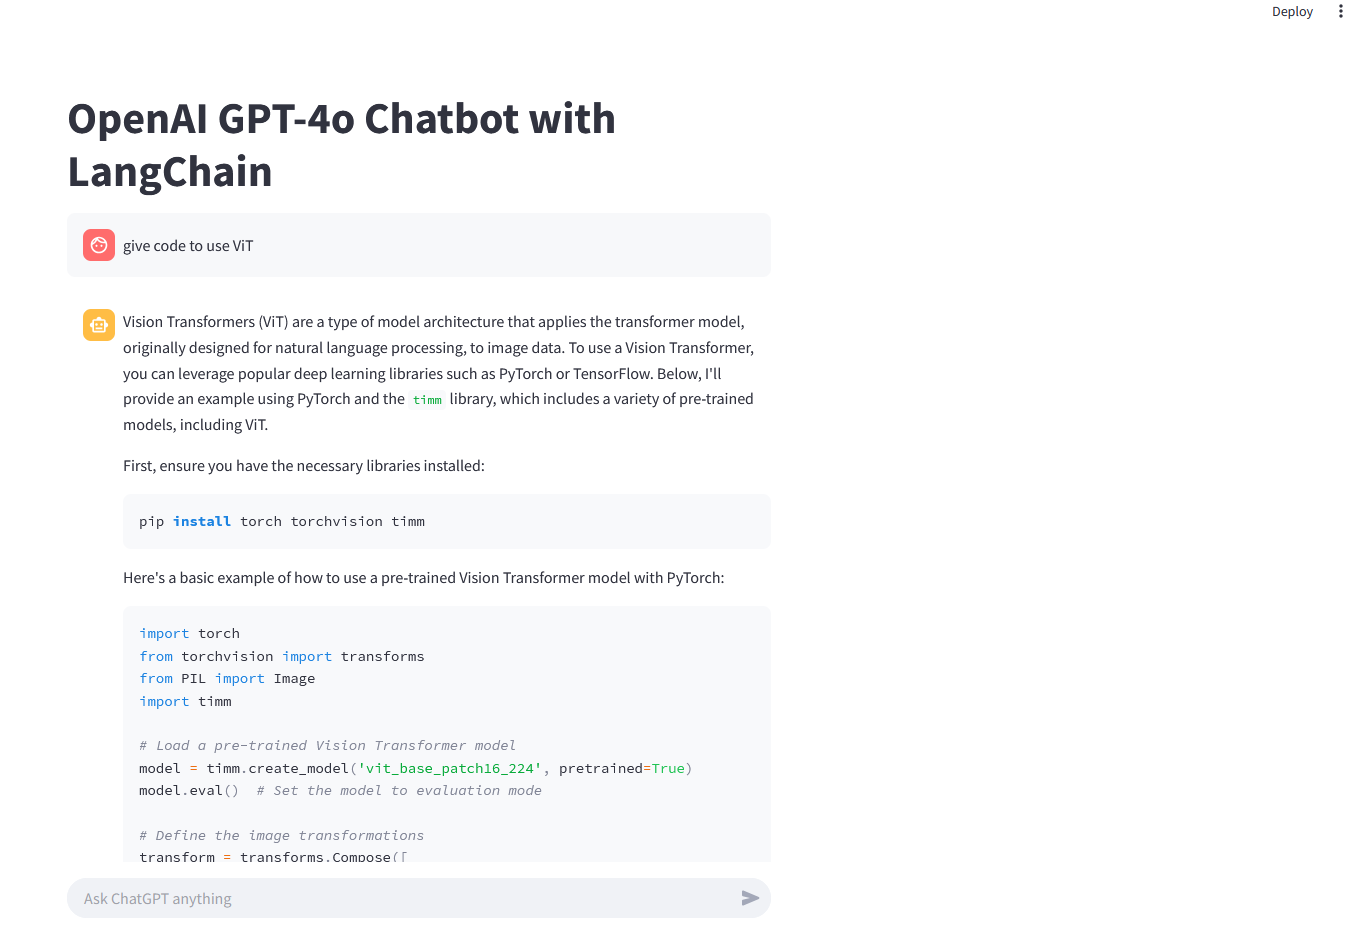 Deploy
OpenAI GPT-4o Chatbot with
LangChain
give code to use ViT
Vision Transformers (ViT) are a type of model architecture that applies the transformer model,
originally designed for natural language processing, to image data. To use a Vision Transformer,
you can leverage popular deep learning libraries such as PyTorch or TensorFlow. Below, I'll
provide an example using PyTorch and the timm library, which includes a variety of pre-trained
models, including ViT.
First, ensure you have the necessary libraries installed:
pip install torch torchvision timm
Here's a basic example of how to use a pre-trained Vision Transformer model with PyTorch:
import torch
from torchvision import transforms
from PIL import Image
import timm
# Load a pre-trained Vision Transformer model
model = timm.create_model('vit_base_patch16_224', pretrained=True)
model.eval()  # Set the model to evaluation mode
# Define the image transformations
transform = transforms.Compose([
Ask ChatGPT anything